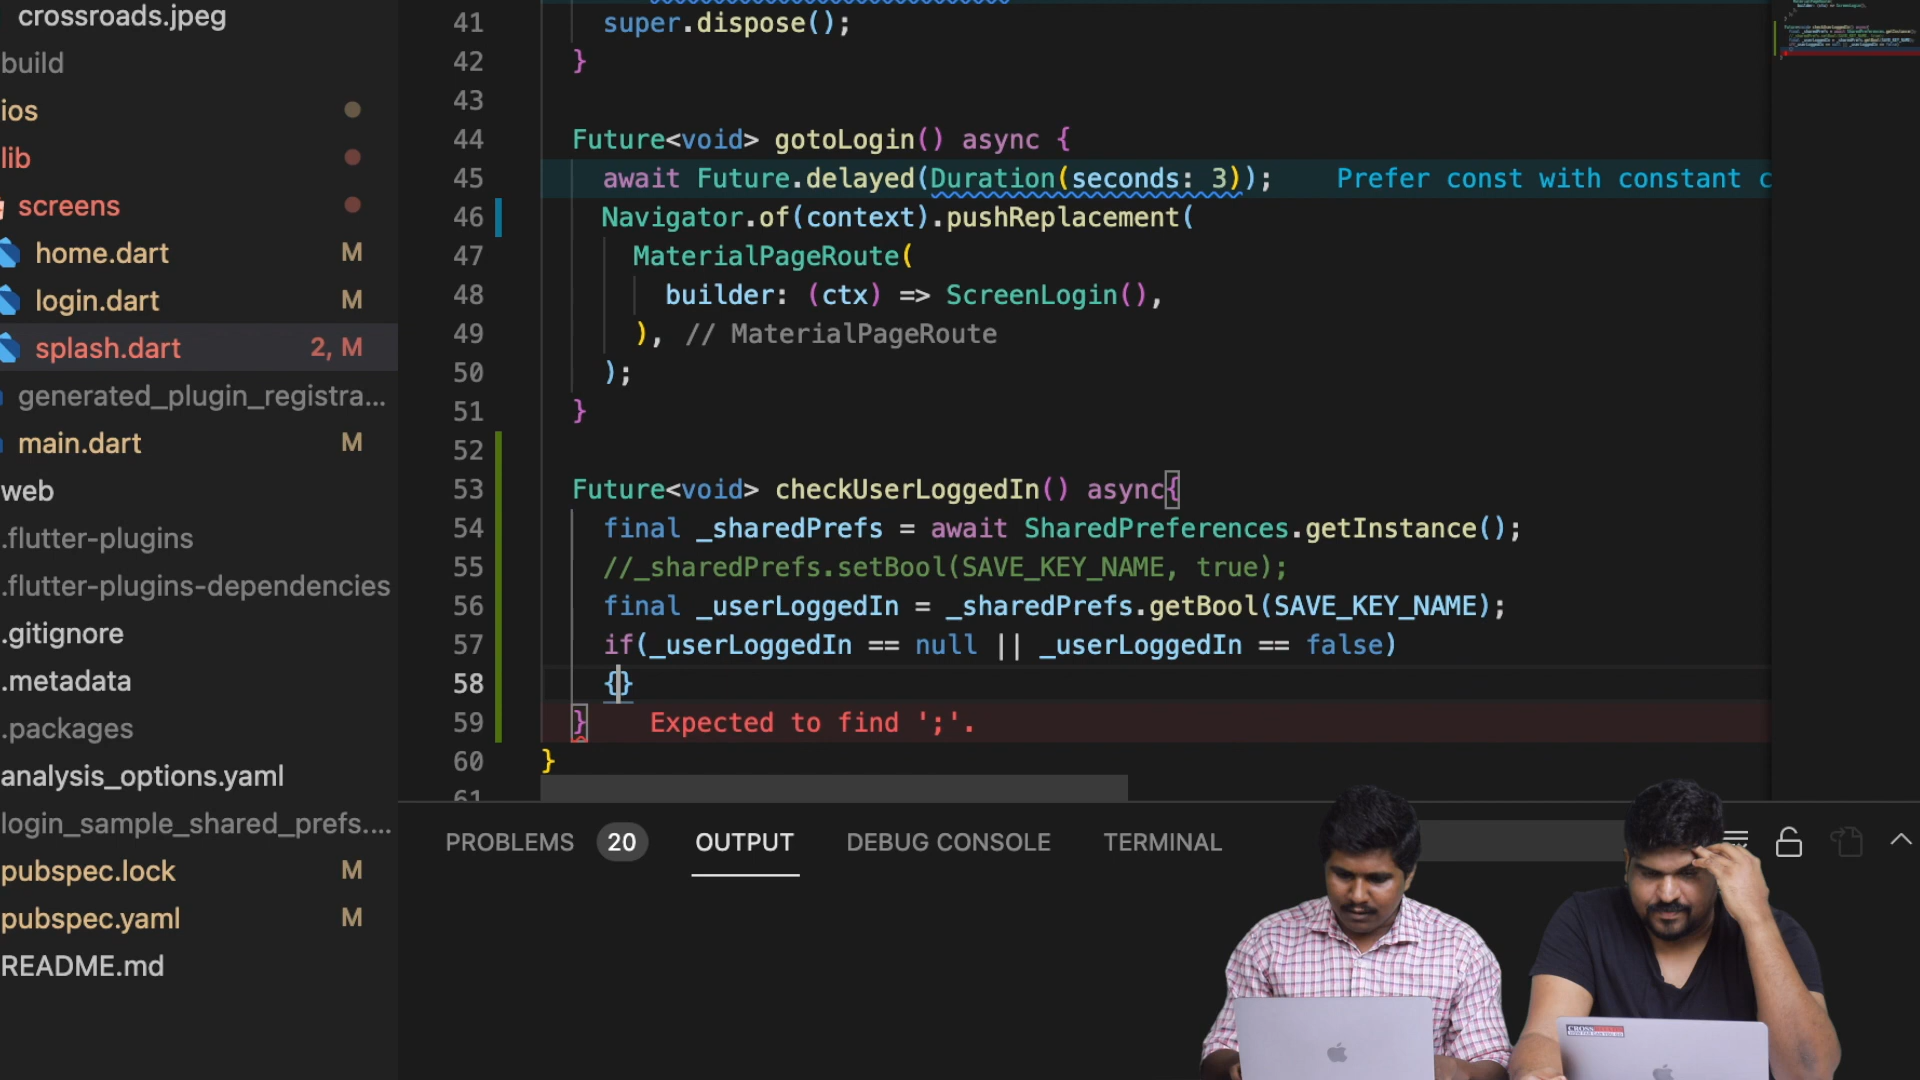 crossroads.jpeg
build
ios
lib
screens
home.dart M
login.dart M
splash.dart 2, M
generated_plugin_registra...
main.dart M
web
.flutter-plugins
.flutter-plugins-dependencies
.gitignore
.metadata
.packages
analysis_options.yaml
login_sample_shared_prefs....
pubspec.lock M
pubspec.yaml M
README.md
41 super.dispose();
42 }
43
44 Future<void> gotoLogin() async {
45 await Future.delayed(Duration(seconds: 3)); Prefer const with constant c
46 Navigator.of(context).pushReplacement(
47 MaterialPageRoute(
48 builder: (ctx) => ScreenLogin(),
49 ), // MaterialPageRoute
50 );
51 }
52
53 Future<void> checkUserLoggedIn() async{
54 final _sharedPrefs = await SharedPreferences.getInstance();
55 //_sharedPrefs.setBool(SAVE_KEY_NAME, true);
56 final _userLoggedIn = _sharedPrefs.getBool(SAVE_KEY_NAME);
57 if(_userLoggedIn == null || _userLoggedIn == false)
58 {}
59 } Expected to find ';'.
60 }
61
PROBLEMS 20 OUTPUT DEBUG CONSOLE TERMINAL